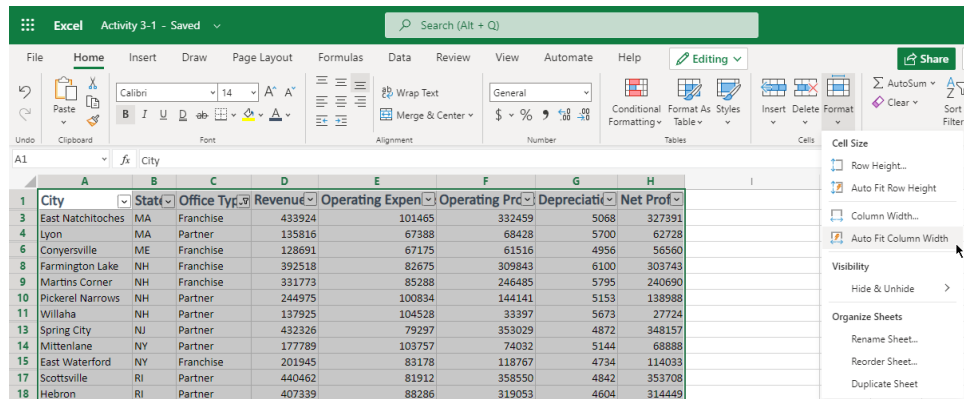 Excel Activity 3-1 - Saved Search (Alt + Q)
File Home Insert Draw Page Layout Formulas Data Review View Automate Help Editing Share
Paste Calibri 14 A^ A˅ Wrap Text General Conditional Formatting Format As Table Styles Insert Delete Format AutoSum Sort Filter
B I U D ab A Merge & Center $ % Clear
Undo Clipboard Font Alignment Number Tables Cells
A1 fx City
Cell Size
Row Height...
Auto Fit Row Height
Column Width...
Auto Fit Column Width
Visibility
Hide & Unhide
Organize Sheets
Rename Sheet...
Reorder Sheet...
Duplicate Sheet
A B C D E F G H I
1 City State Office Typ Revenue Operating Expen Operating Pro Depreciati Net Prof
3 East Natchitoches MA Franchise 433924 101465 332459 5068 327391
4 Lyon MA Partner 135816 67388 68428 5700 62728
6 Conyersville ME Franchise 128691 67175 61516 4956 56560
8 Farmington Lake NH Franchise 392518 82675 309843 6100 303743
9 Martins Corner NH Franchise 331773 85288 246485 5795 240690
10 Pickerel Narrows NH Partner 244975 100834 144141 5153 138988
11 Willaha NH Partner 137925 104528 33397 5673 27724
13 Spring City NJ Partner 432326 79297 353029 4872 348157
14 Mittenlane NY Partner 177789 103757 74032 5144 68888
15 East Waterford NY Franchise 201945 83178 118767 4734 114033
17 Scottsville RI Partner 440462 81912 358550 4842 353708
18 Hebron RI Partner 407339 88286 319053 4604 314449